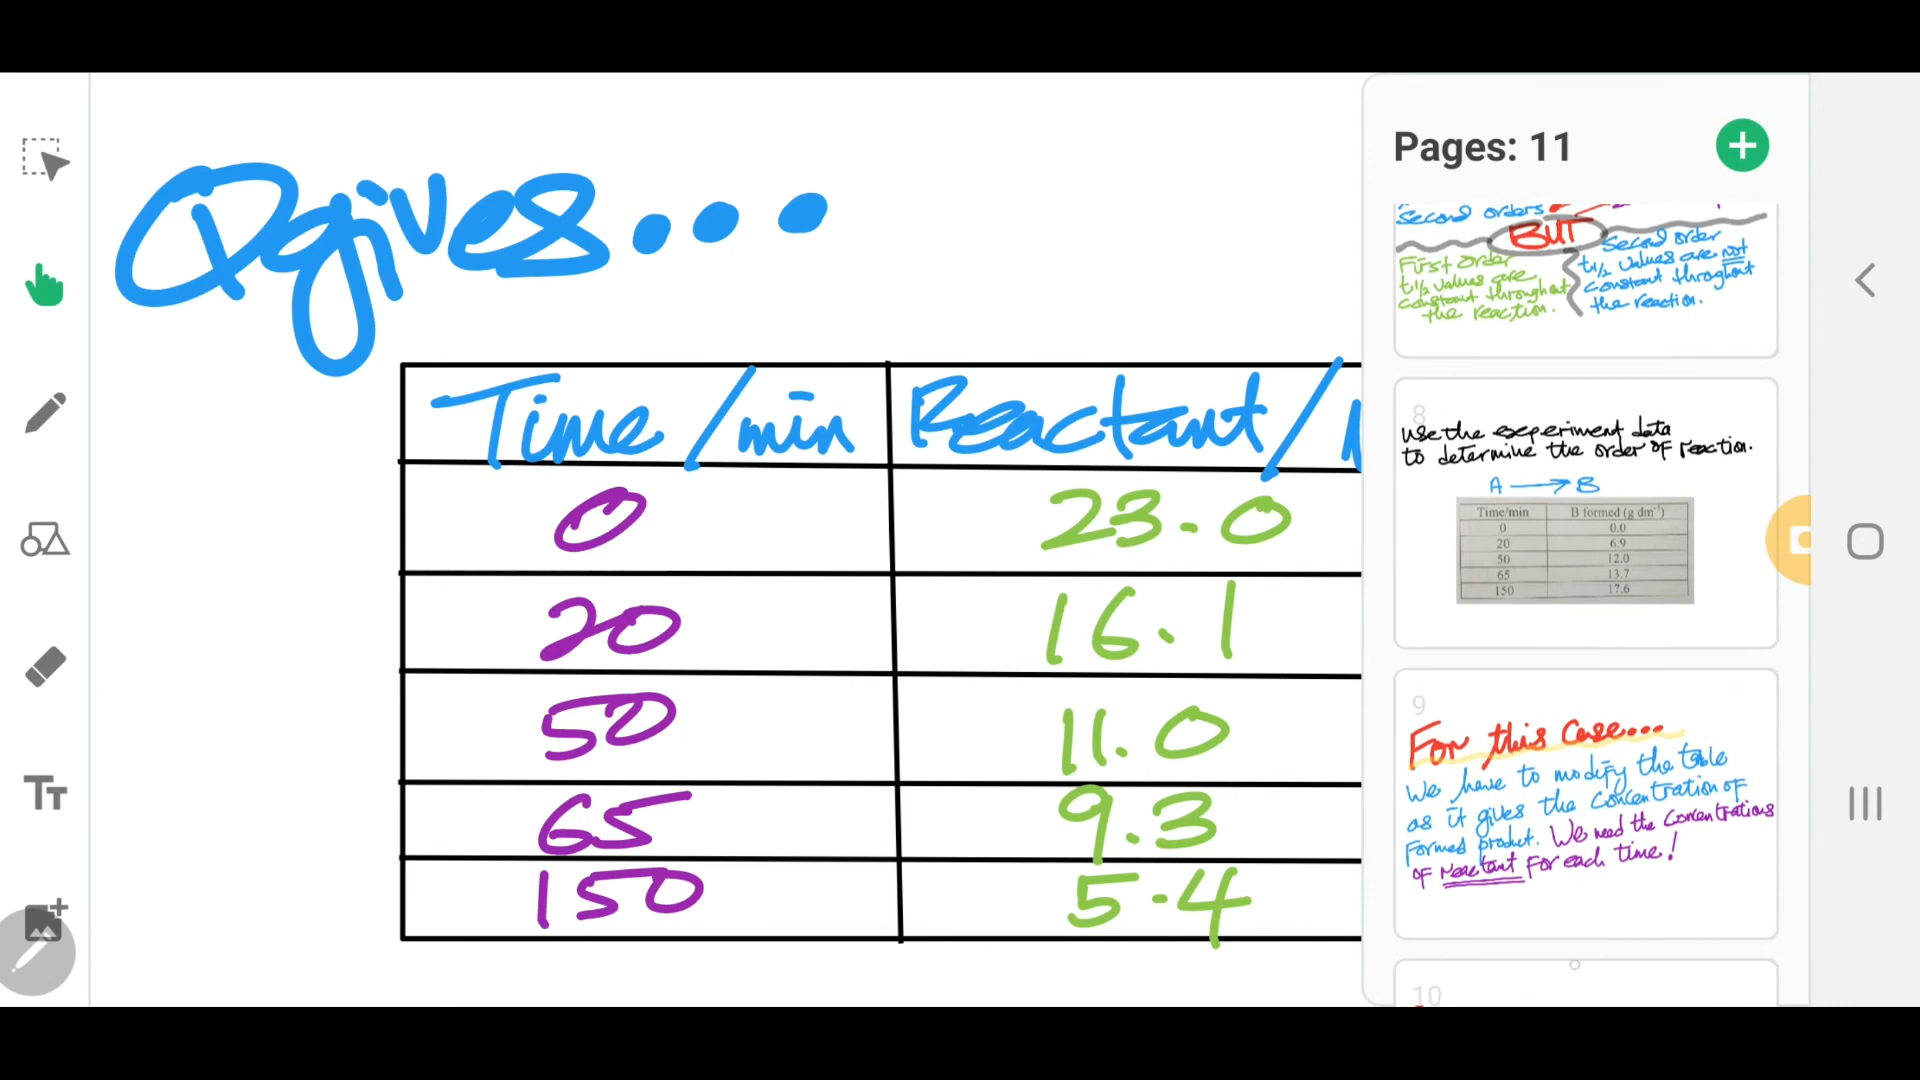 ① gives...
Time/min Reactant/
0 23.0
20 16.1
50 11.0
65 9.3
150 5.4
Pages: 11
second orders
BUT
First order
t1/2 values are
constant throughout
the reaction.
Second order
t1/2 values are not
constant throughout
the reaction.
8
Use the experiment data
to determine the order of reaction.
A → B
Time/min B formed (g dm⁻¹)
0 0.0
20 6.9
50 12.0
65 13.7
150 17.6
9
For this Case...
We have to modify the table
as it gives the concentration of
formed product. We need the concentrations
of reactant for each time!
10
Tt